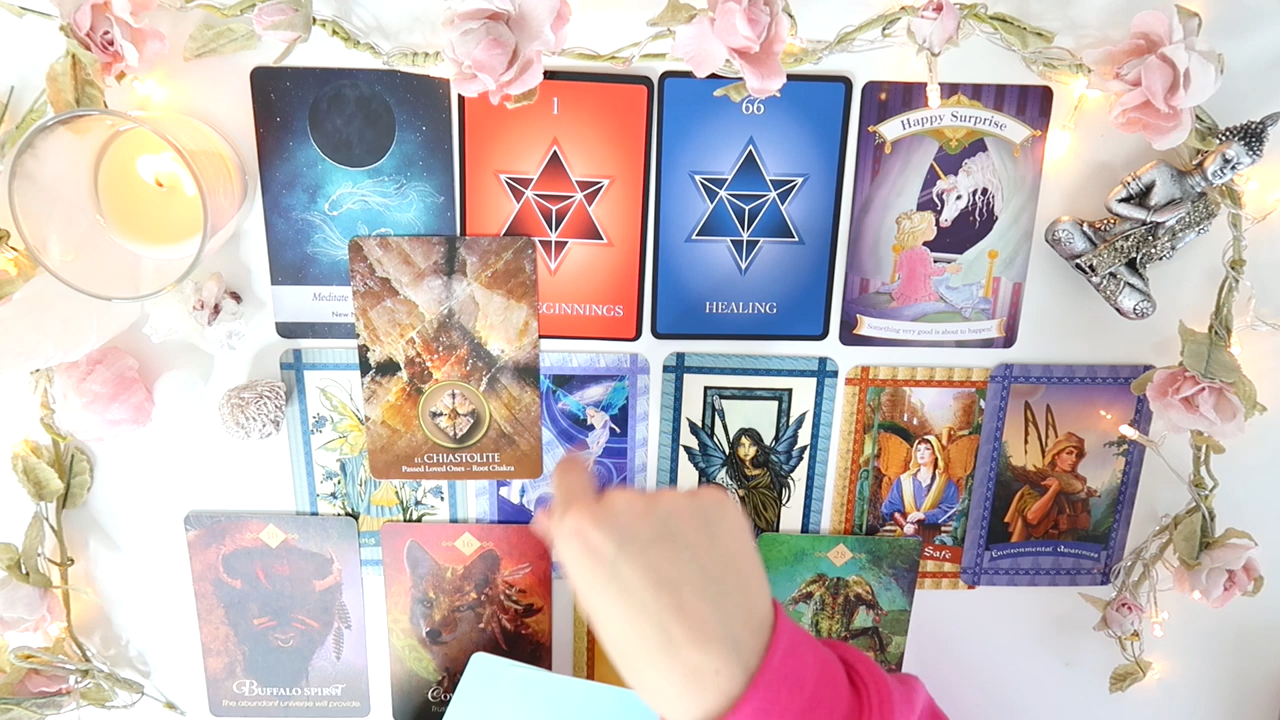 1
66
Happy Surprise
Meditate
New
EGINNINGS
HEALING
Something very good is about to happen!
11. CHIASTOLITE
Passed Loved Ones ~ Root Chakra
Safe
Environmental Awareness
16
28
BUFFALO SPIRIT
The abundant universe will provide.